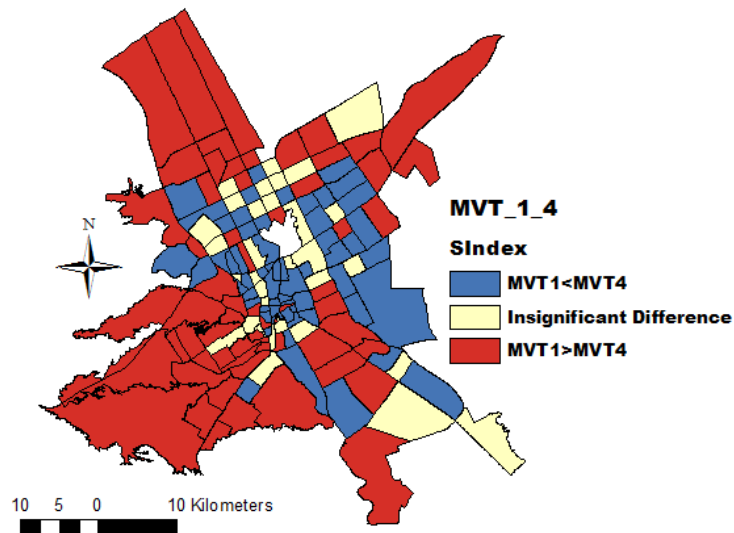 N
MVT_1_4
SIndex
MVT1<MVT4
Insignificant Difference
MVT1>MVT4
10 5 0 10 Kilometers